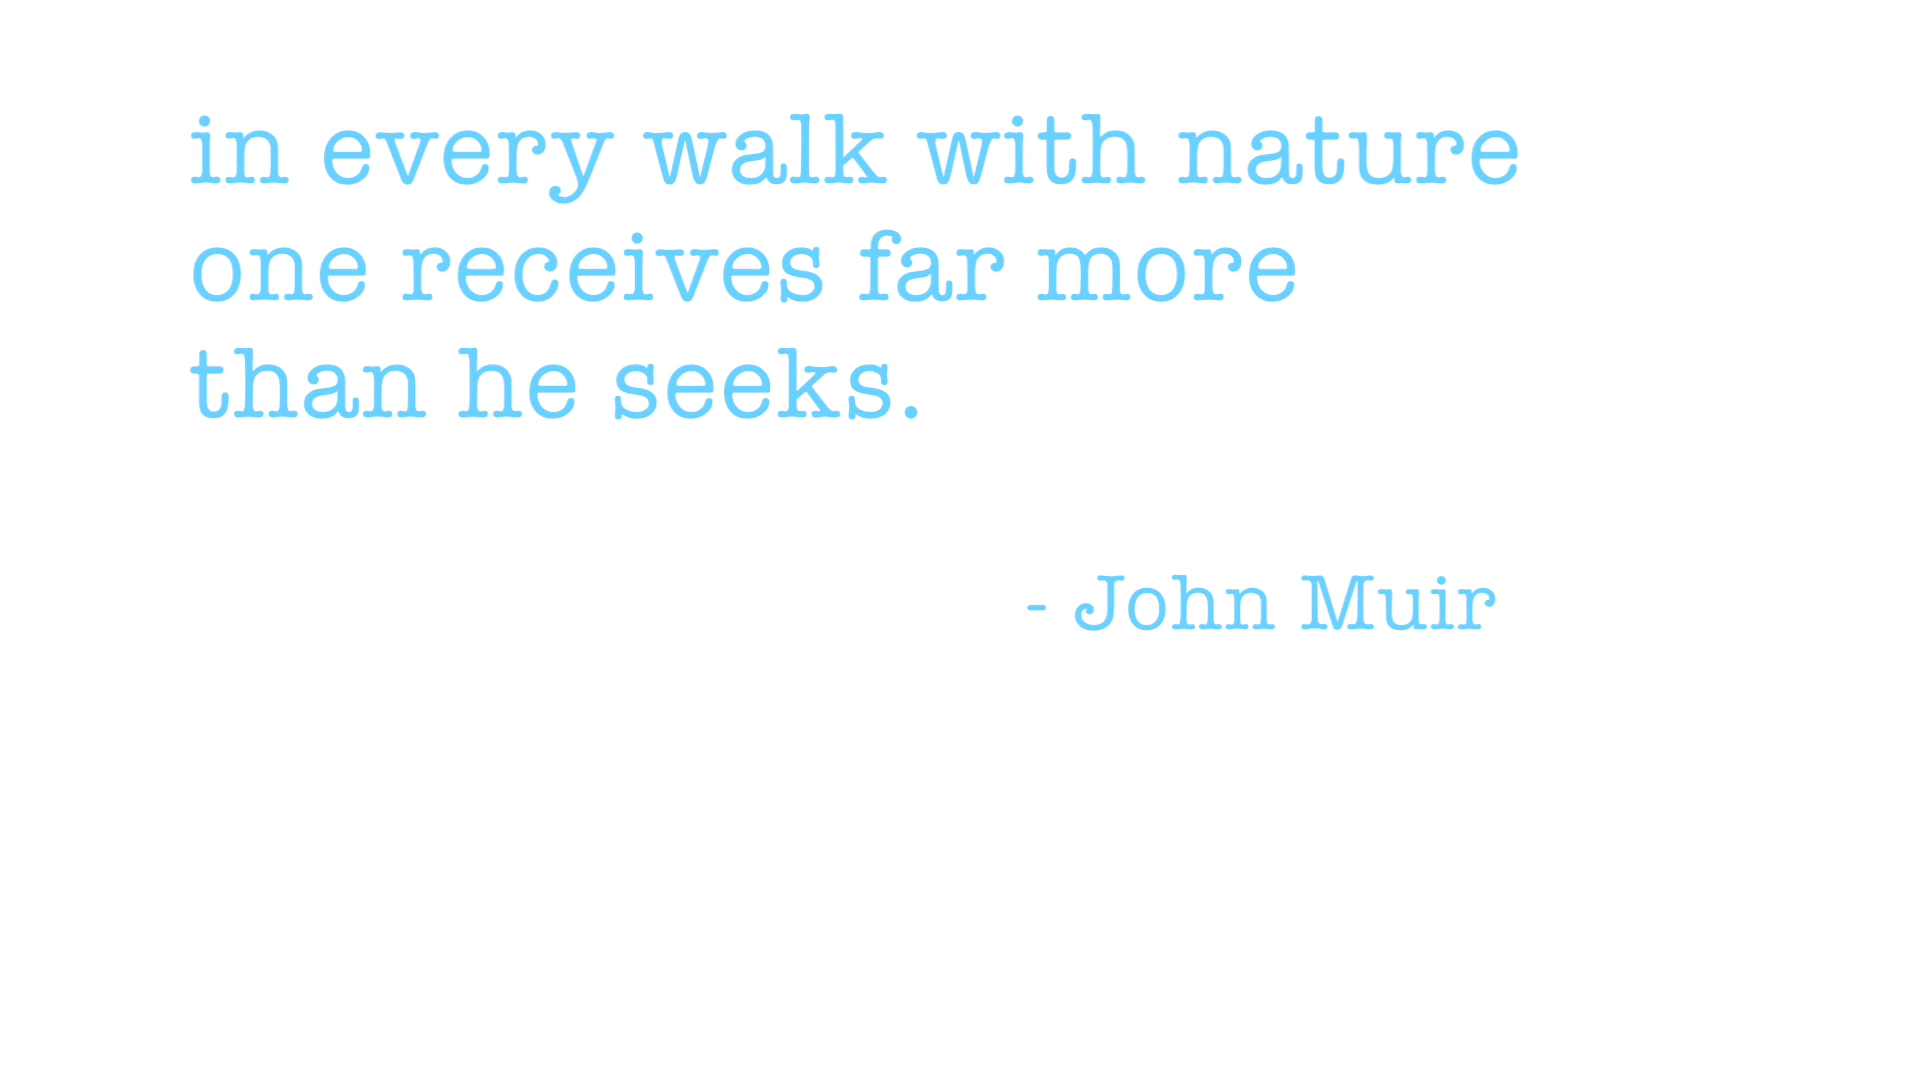 in every walk with nature
one receives far more
than he seeks.
- John Muir